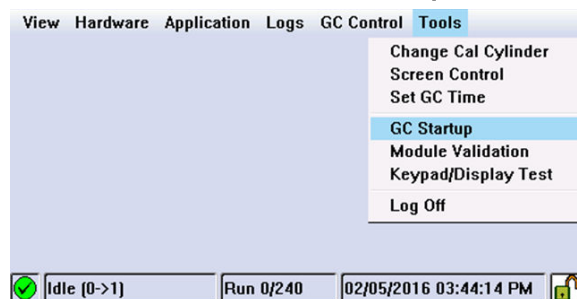 View Hardware Application Logs GC Control Tools
Change Cal Cylinder
Screen Control
Set GC Time
GC Startup
Module Validation
Keypad/Display Test
Log Off
Idle (0->1) Run 0/240 02/05/2016 03:44:14 PM